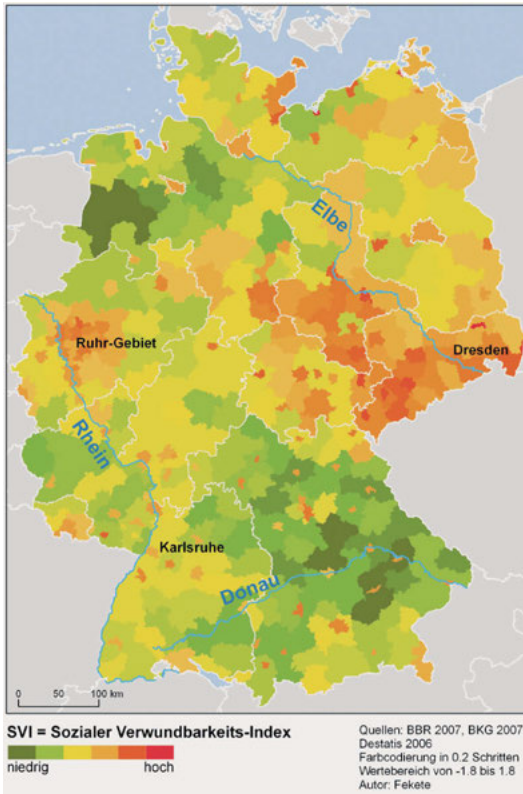 Elbe
Ruhr-Gebiet
Dresden
Rhein
Karlsruhe
Donau
0 50 100 km
SVI = Sozialer Verwundbarkeits-Index
niedrig hoch
Quellen: BBR 2007, BKG 2007
Destatis 2006
Farbcodierung in 0.2 Schritten
Wertebereich von -1.8 bis 1.8
Autor: Fekete